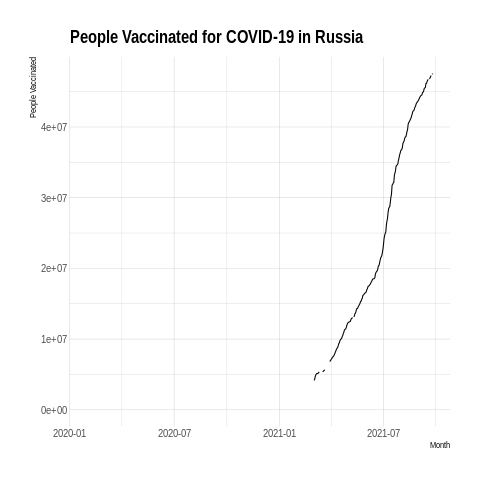 People Vaccinated for COVID-19 in Russia
People Vaccinated
4e+07
3e+07
2e+07
1e+07
0e+00
2020-01 2020-07 2021-01 2021-07
Month